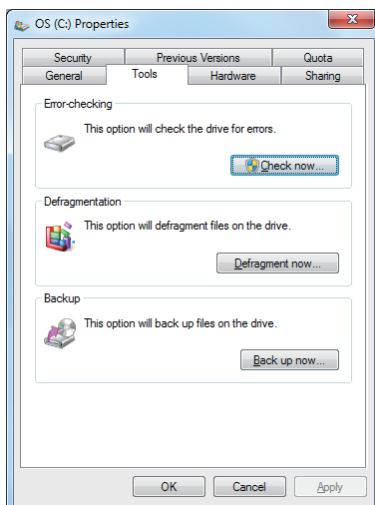 OS (C:) Properties
Security Previous Versions Quota
General Tools Hardware Sharing
Error-checking
This option will check the drive for errors.
Check now...
Defragmentation
This option will defragment files on the drive.
Defragment now...
Backup
This option will back up files on the drive.
Back up now...
OK Cancel Apply